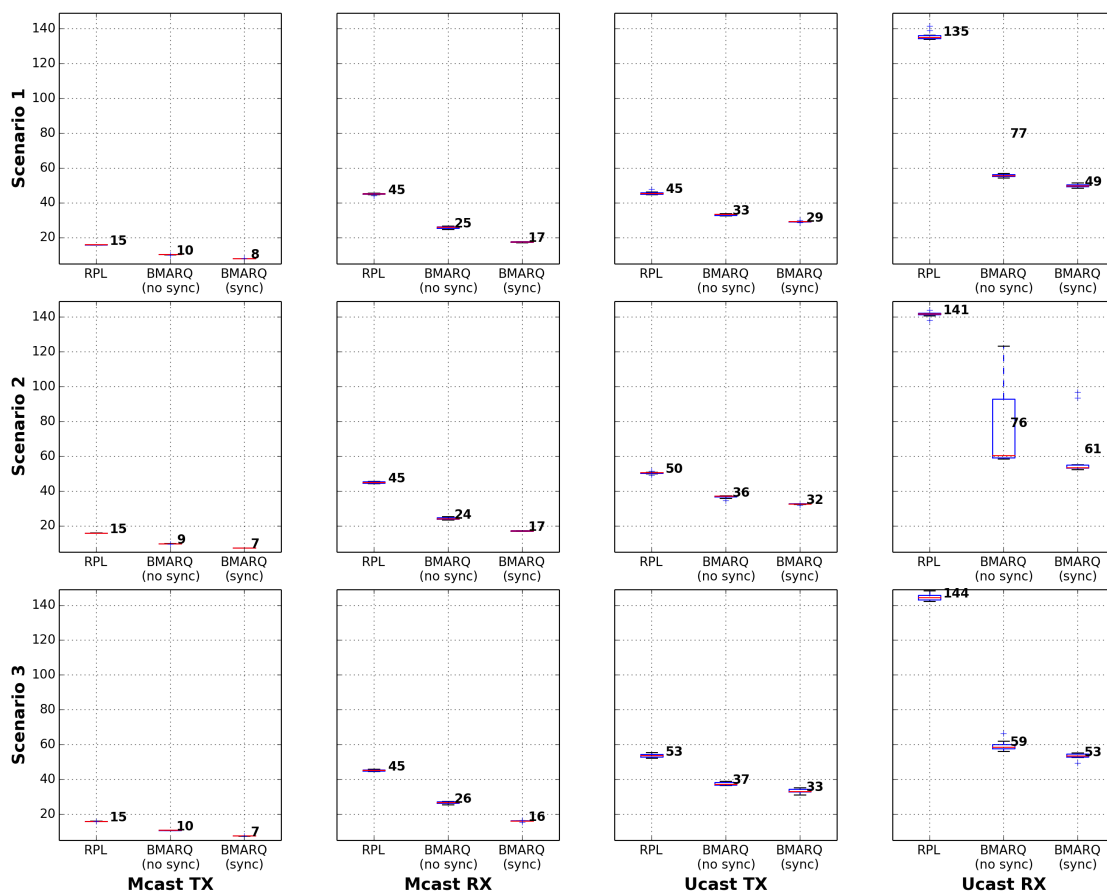 140
120
100
80
60
40
20
Scenario 1
15
10
8
45
25
17
45
33
29
135
77
49
RPL
BMARQ
(no sync)
BMARQ
(sync)
RPL
BMARQ
(no sync)
BMARQ
(sync)
RPL
BMARQ
(no sync)
BMARQ
(sync)
RPL
BMARQ
(no sync)
BMARQ
(sync)
140
120
100
80
60
40
20
Scenario 2
15
9
7
45
24
17
50
36
32
141
76
61
RPL
BMARQ
(no sync)
BMARQ
(sync)
RPL
BMARQ
(no sync)
BMARQ
(sync)
RPL
BMARQ
(no sync)
BMARQ
(sync)
RPL
BMARQ
(no sync)
BMARQ
(sync)
140
120
100
80
60
40
20
Scenario 3
15
10
7
45
26
16
53
37
33
144
59
53
RPL
BMARQ
(no sync)
BMARQ
(sync)
RPL
BMARQ
(no sync)
BMARQ
(sync)
RPL
BMARQ
(no sync)
BMARQ
(sync)
RPL
BMARQ
(no sync)
BMARQ
(sync)
Mcast TX
Mcast RX
Ucast TX
Ucast RX